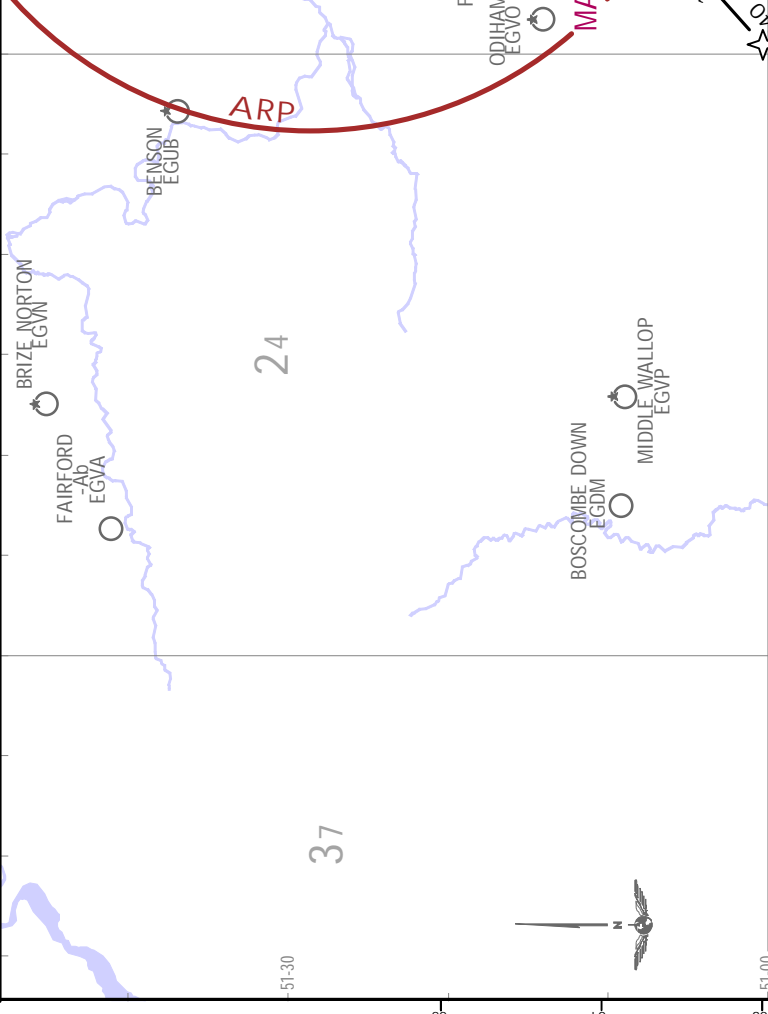 ODIHAM
EGVO
MA
02
ARP
BENSON
EGUB
BRIZE NORTON
EGVN
24
MIDDLE WALLOP
EGVP
FAIRFORD
-Ab
EGVA
BOSCOMBE DOWN
EGDM
37
N
51-30
51-00